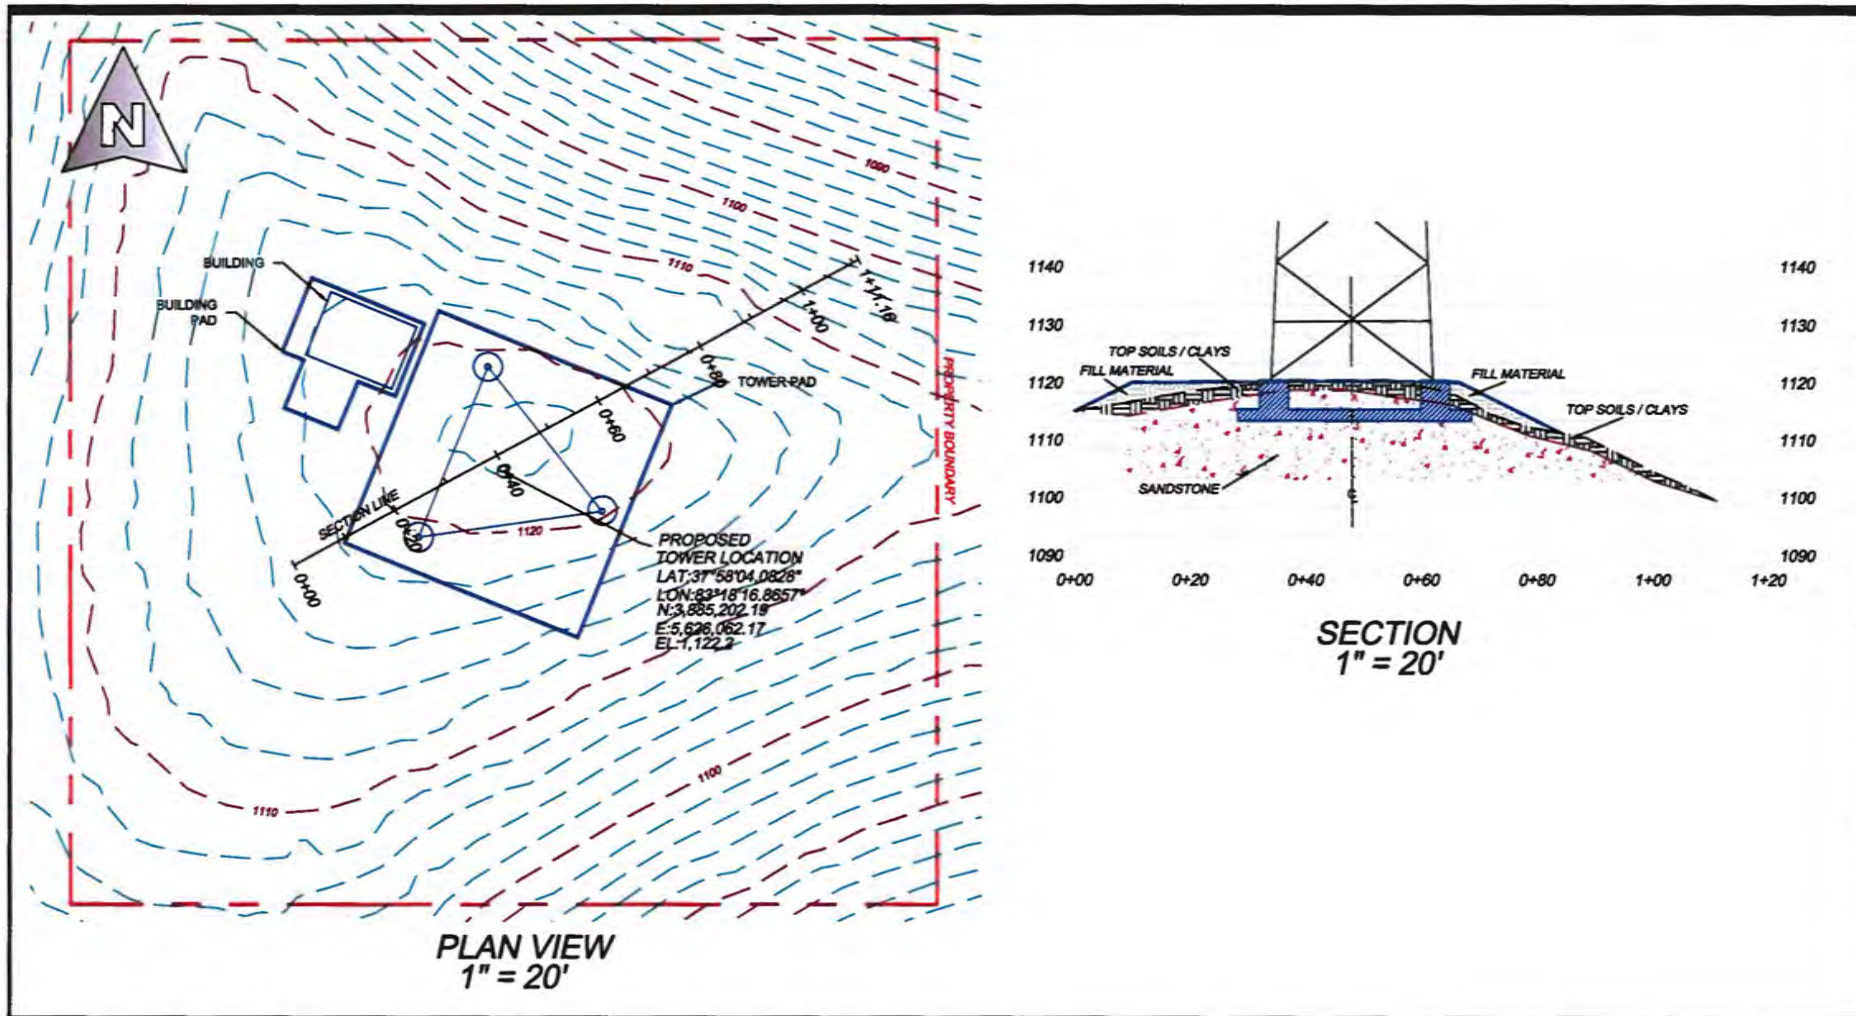 N
1090
1100
1110
BUILDING
BUILDING
PAD
1+11.16
1+00
0+80
TOWER PAD
0+60
PROPERTY BOUNDARY
0+40
SECTION LINE
0+20
1120
0+00
PROPOSED
TOWER LOCATION
LAT:37°58'04.0828"
LON:83°18'16.8657"
N:3,885,202.19
E:5,626,062.17
EL:1,122.2
1100
1110
PLAN VIEW
1" = 20'
1140
1140
1130
1130
TOP SOILS / CLAYS
FILL MATERIAL
FILL MATERIAL
1120
1120
TOP SOILS / CLAYS
1110
1110
SANDSTONE
1100
1100
1090
1090
0+00 0+20 0+40 0+60 0+80 1+00 1+20
SECTION
1" = 20'